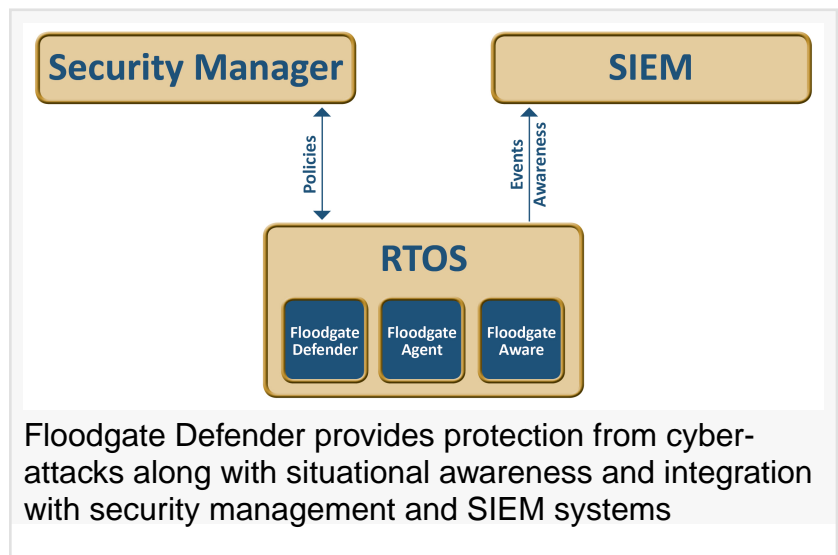 Security Manager
SIEM
Policies
Events
Awareness
RTOS
Floodgate
Defender
Floodgate
Agent
Floodgate
Aware
Floodgate Defender provides protection from cyber-
attacks along with situational awareness and integration
with security management and SIEM systems